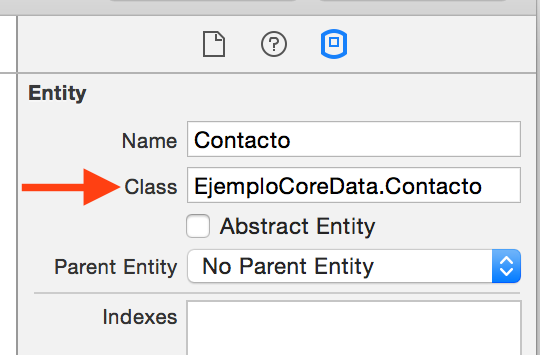 Entity
Name Contacto
Class EjemploCoreData.Contacto
Abstract Entity
Parent Entity No Parent Entity
Indexes